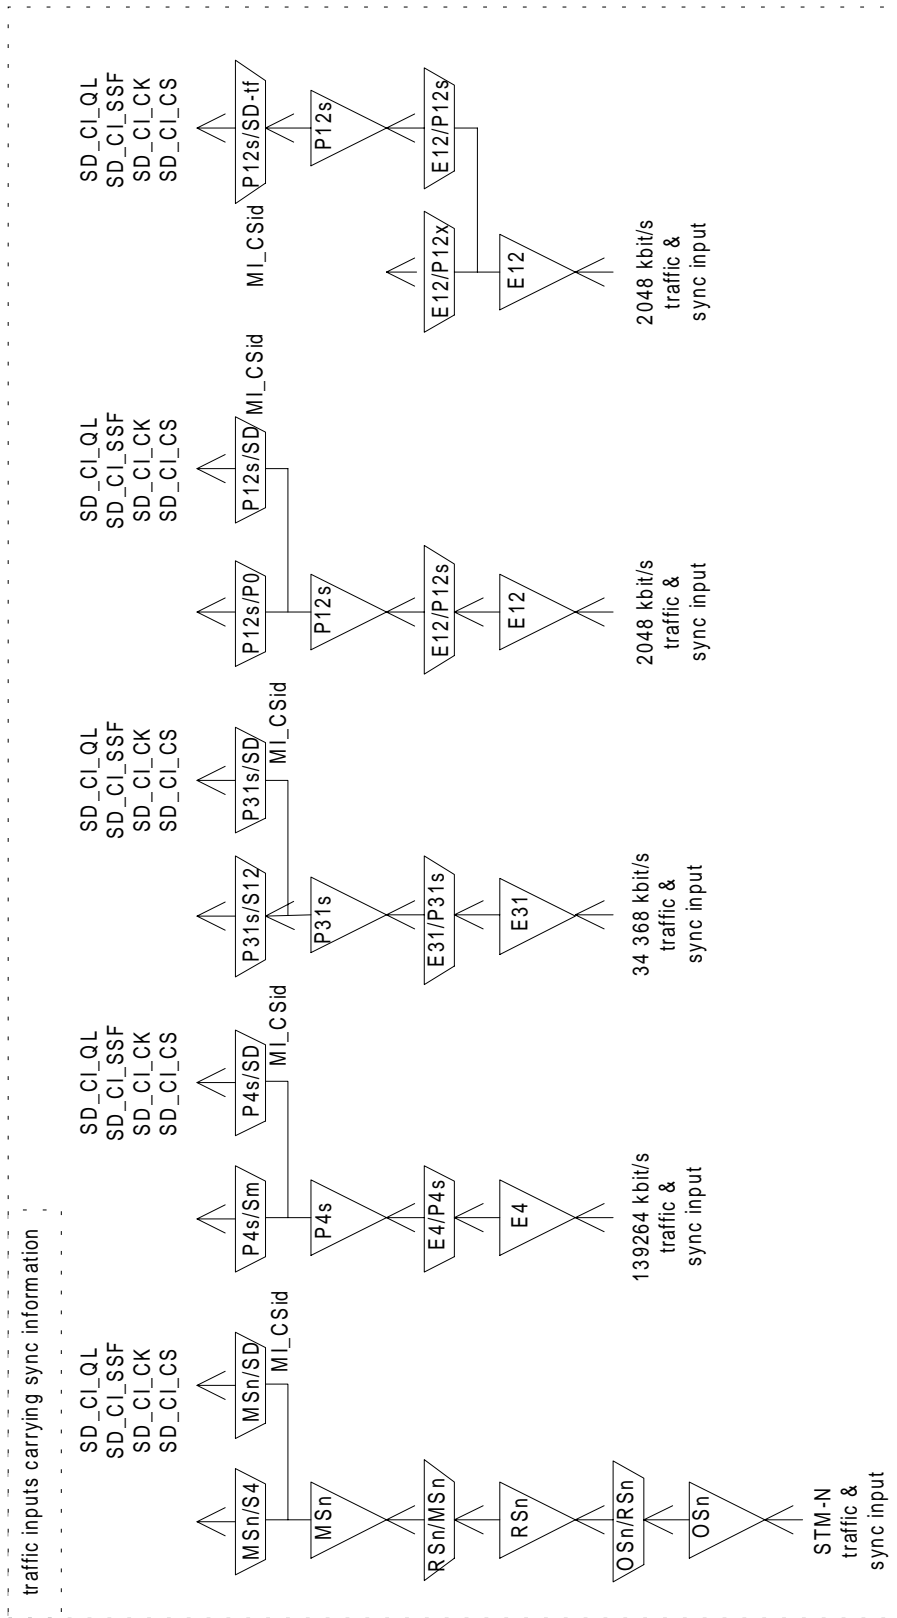 traffic inputs carrying sync information
SD_CI_QL
SD_CI_SSF
SD_CI_CK
SD_CI_CS
MSn/S4
MSn/SD
MI_CSid
MSn
RSn/MSn
RSn
OSn/RSn
OSn
STM-N
traffic &
sync input
SD_CI_QL
SD_CI_SSF
SD_CI_CK
SD_CI_CS
P4s/Sm
P4s/SD
MI_CSid
P4s
E4/P4s
E4
139264 kbit/s
traffic &
sync input
SD_CI_QL
SD_CI_SSF
SD_CI_CK
SD_CI_CS
P31s/S12
P31s/SD
MI_CSid
P31s
E31/P31s
E31
34 368 kbit/s
traffic &
sync input
SD_CI_QL
SD_CI_SSF
SD_CI_CK
SD_CI_CS
P12s/P0
P12s/SD
MI_CSid
P12s
E12/P12s
E12
2048 kbit/s
traffic &
sync input
SD_CI_QL
SD_CI_SSF
SD_CI_CK
SD_CI_CS
MI_CSid
P12s/SD-tf
P12s
E12/P12x
E12/P12s
E12
2048 kbit/s
traffic &
sync input